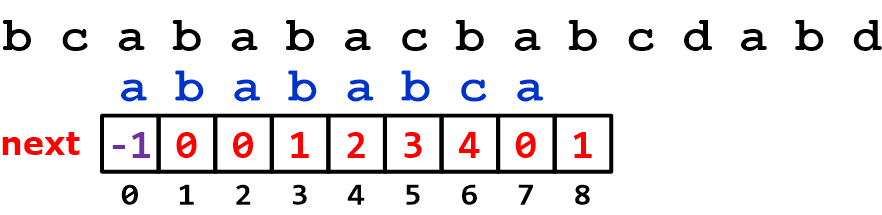 b c a b a b a c b a b c d a b d
a b a b a b c a
next -1 0 0 1 2 3 4 0 1
0 1 2 3 4 5 6 7 8